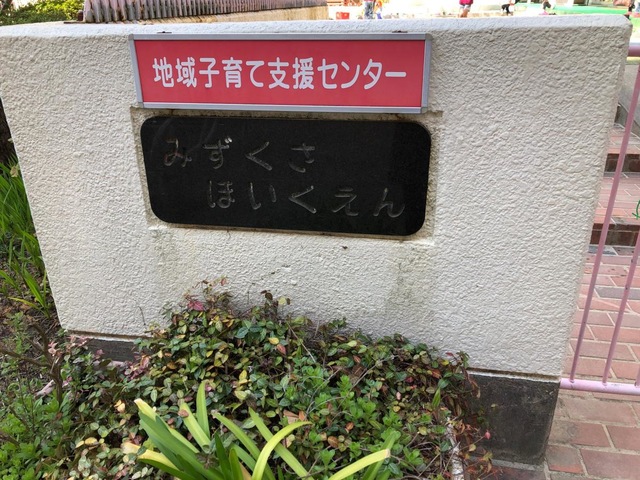 地域子育て支援センター
みずくさ
ほいくえん